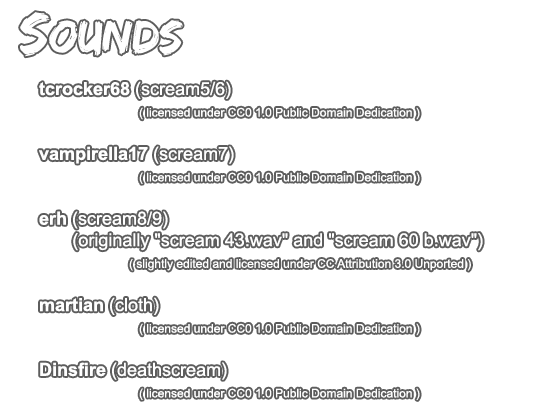 Sounds
tcrocker68 (scream5/6)
( licensed under CC0 1.0 Public Domain Dedication )
vampirella17 (scream7)
( licensed under CC0 1.0 Public Domain Dedication )
erh (scream8/9)
(originally "scream 43.wav" and "scream 60 b.wav")
( slightly edited and licensed under CC Attribution 3.0 Unported )
martian (cloth)
( licensed under CC0 1.0 Public Domain Dedication )
Dinsfire (deathscream)
( licensed under CC0 1.0 Public Domain Dedication )